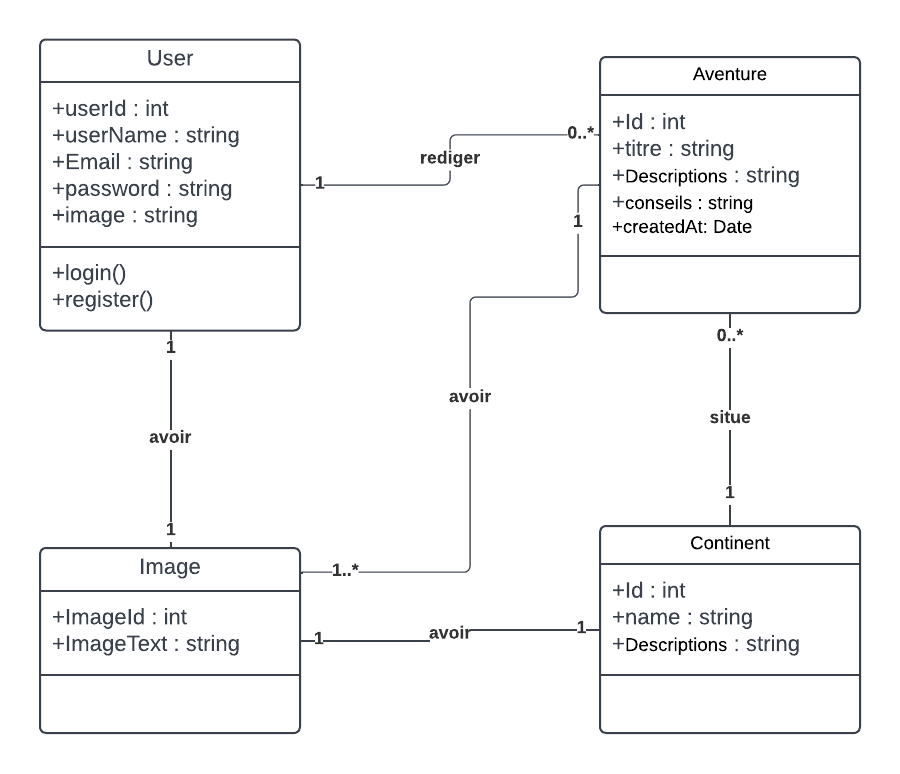 User
+userId : int
+userName : string
+Email : string
+password : string
+image : string
+login()
+register()
Aventure
+Id : int
+titre : string
+Descriptions : string
+conseils : string
+createdAt: Date
1
rediger
0..*
1
avoir
1..*
1
avoir
1
0..*
situe
1
Image
+ImageId : int
+ImageText : string
1
avoir
1
Continent
+Id : int
+name : string
+Descriptions : string